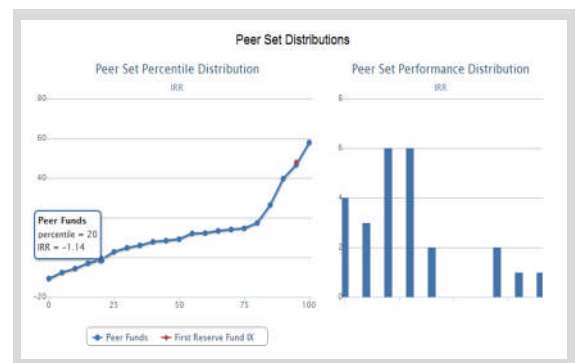 Peer Set Distributions
Peer Set Percentile Distribution
IRR
80
60
40
Peer Funds
percentile = 20
IRR = -1.14
-20
0 25 50 75 100
Peer Funds First Reserve Fund IX
Peer Set Performance Distribution
IRR
8
6
4
2
0